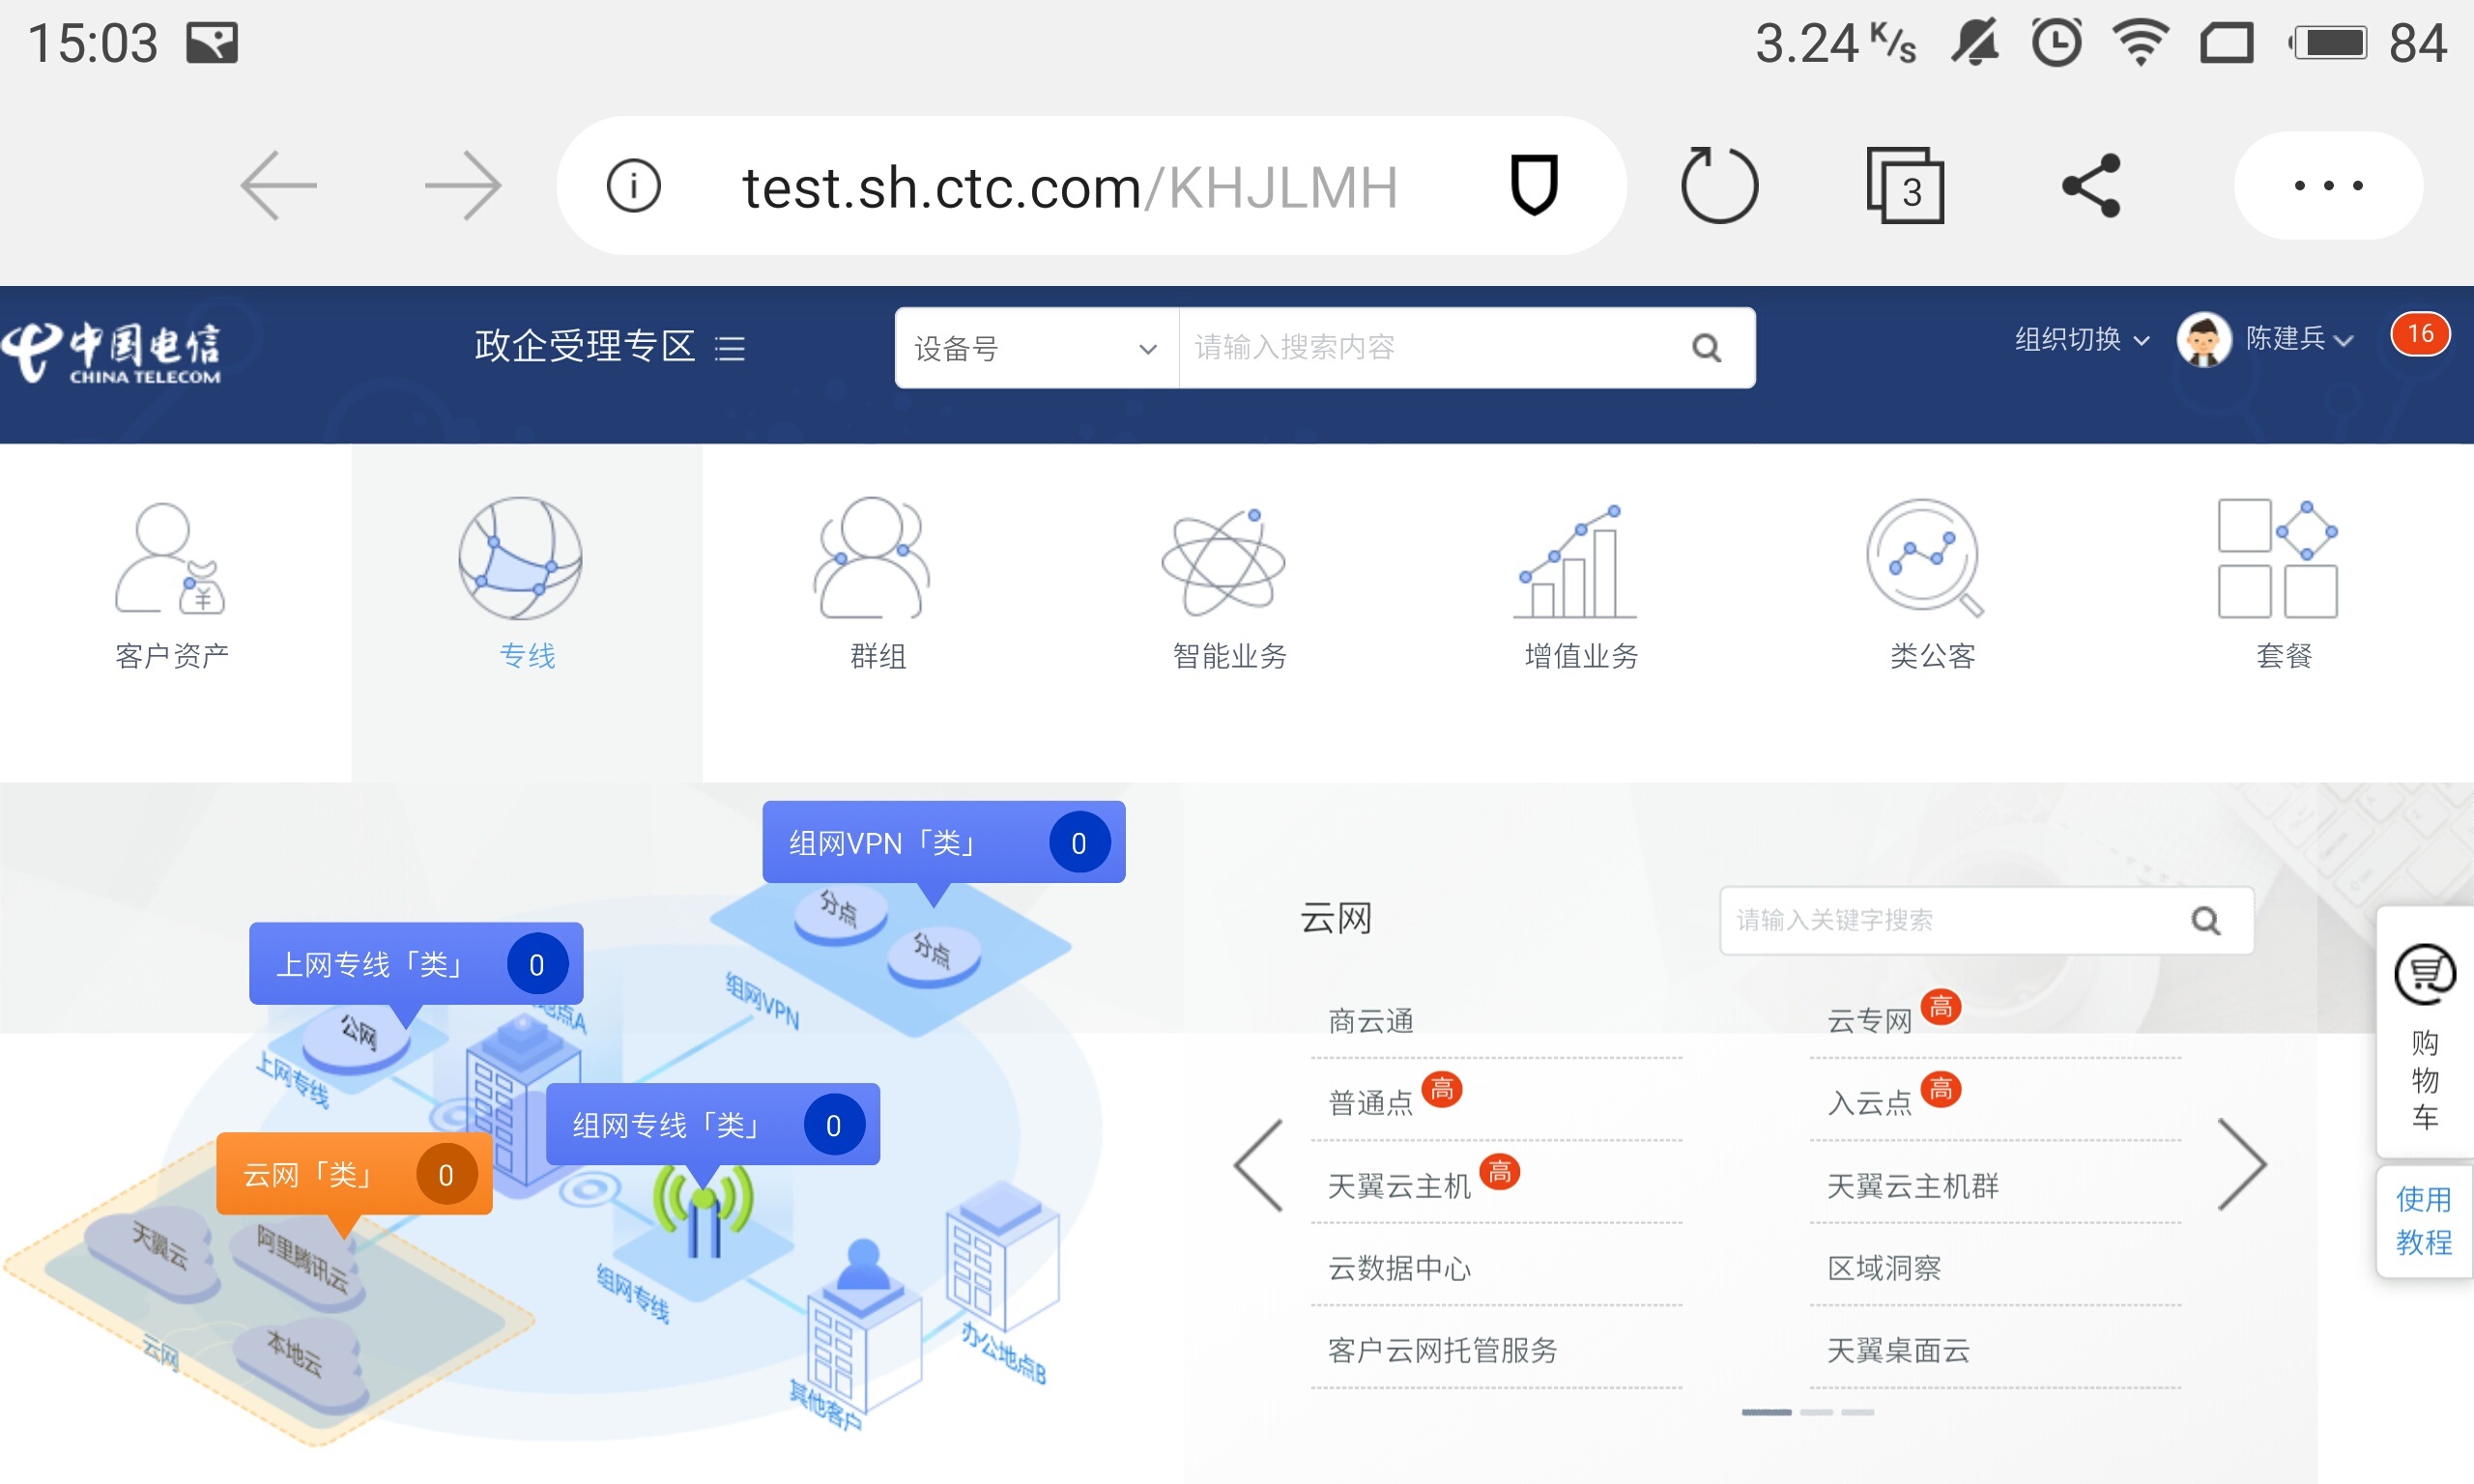 15:03
3.24 K/s
84
test.sh.ctc.com/KHJLMH
3
中国电信
CHINA TELECOM
政企受理专区
设备号
请输入搜索内容
组织切换
陈建兵
16
客户资产
专线
群组
智能业务
增值业务
类公客
套餐
组网VPN「类」 0
分点
分点
组网VPN
上网专线「类」 0
公网
上网专线
地点A
组网专线「类」 0
组网专线
云网「类」 0
天翼云
阿里腾讯云
本地云
云网
其他客户
办公地点B
云网
请输入关键字搜索
商云通
云专网 高
普通点 高
入云点 高
天翼云主机 高
天翼云主机群
云数据中心
区域洞察
客户云网托管服务
天翼桌面云
购
物
车
使用
教程